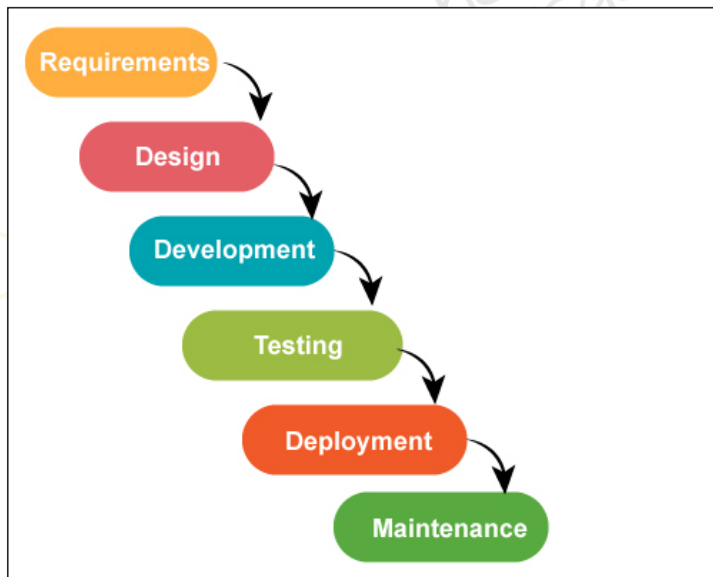 Requirements
Design
Development
Testing
Deployment
Maintenance